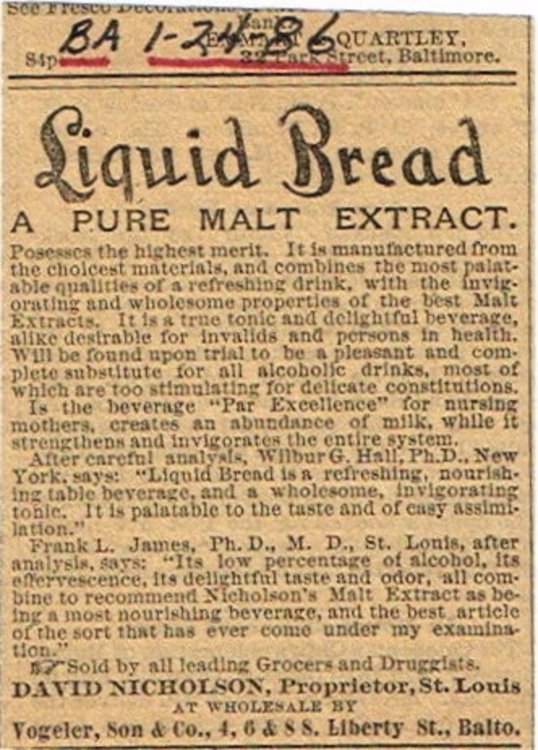 See Fresco Decorations
Bank
BA 1-24-86
QUARTLEY,
S4p Park Street, Baltimore.
Liquid Bread
A PURE MALT EXTRACT.
Posesses the highest merit. It is manufactured from
the choicest materials, and combines the most palat-
able qualities of a refreshing drink, with the invig-
orating and wholesome properties of the best Malt
Extracts. It is a true tonic and delightful beverage,
alike desirable for invalids and persons in health.
Will be found upon trial to be a pleasant and com-
plete substitute for all alcoholic drinks, most of
which are too stimulating for delicate constitutions.
Is the beverage "Par Excellence" for nursing
mothers, creates an abundance of milk, while it
strengthens and invigorates the entire system.
After careful analysis, Wilbur G. Hall, Ph.D., New
York, says: "Liquid Bread is a refreshing, nourish-
ing table beverage, and a wholesome, invigorating
tonic. It is palatable to the taste and of easy assimi-
lation."
Frank L. James, Ph. D., M. D., St. Louis, after
analysis, says: "Its low percentage of alcohol, its
effervescence, its delightful taste and odor, all com-
bine to recommend Nicholson's Malt Extract as be-
ing a most nourishing beverage, and the best article
of the sort that has ever come under my examina-
tion."
☞Sold by all leading Grocers and Druggists.
DAVID NICHOLSON, Proprietor, St. Louis
AT WHOLESALE BY
Vogeler, Son & Co., 4, 6 & 8 S. Liberty St., Balto.